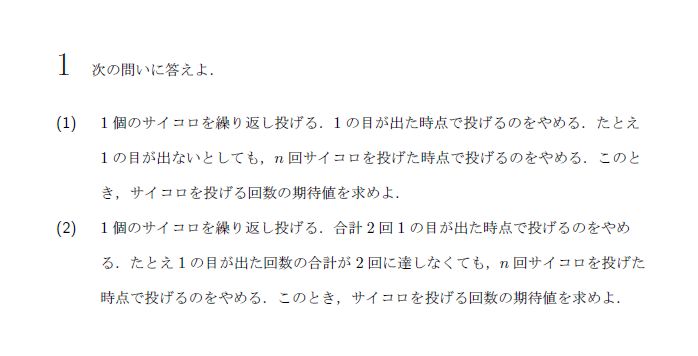 1 次の問いに答えよ．
(1) 1 個のサイコロを繰り返し投げる．1 の目が出た時点で投げるのをやめる．たとえ
1 の目が出ないとしても，n 回サイコロを投げた時点で投げるのをやめる．このと
き，サイコロを投げる回数の期待値を求めよ．
(2) 1 個のサイコロを繰り返し投げる．合計 2 回 1 の目が出た時点で投げるのをやめ
る．たとえ 1 の目が出た回数の合計が 2 回に達しなくても，n 回サイコロを投げた
時点で投げるのをやめる．このとき，サイコロを投げる回数の期待値を求めよ．